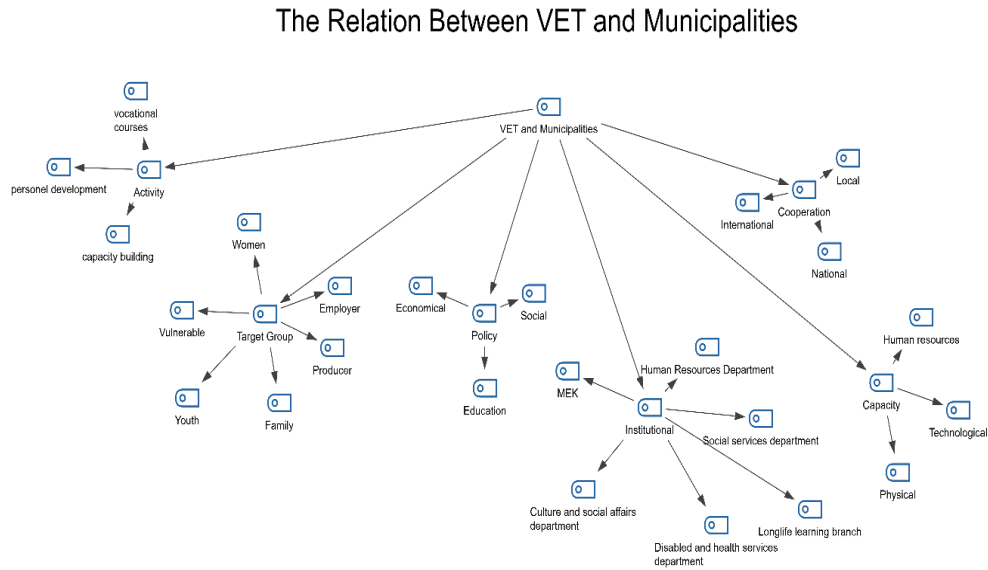 The Relation Between VET and Municipalities
VET and Municipalities
vocational
courses
personel development
Activity
capacity building
Local
International
Cooperation
National
Women
Employer
Vulnerable
Target Group
Producer
Youth
Family
Economical
Social
Policy
Education
Human resources
Capacity
Technological
Physical
Human Resources Department
MEK
Institutional
Social services department
Culture and social affairs
department
Disabled and health services
department
Longlife learning branch